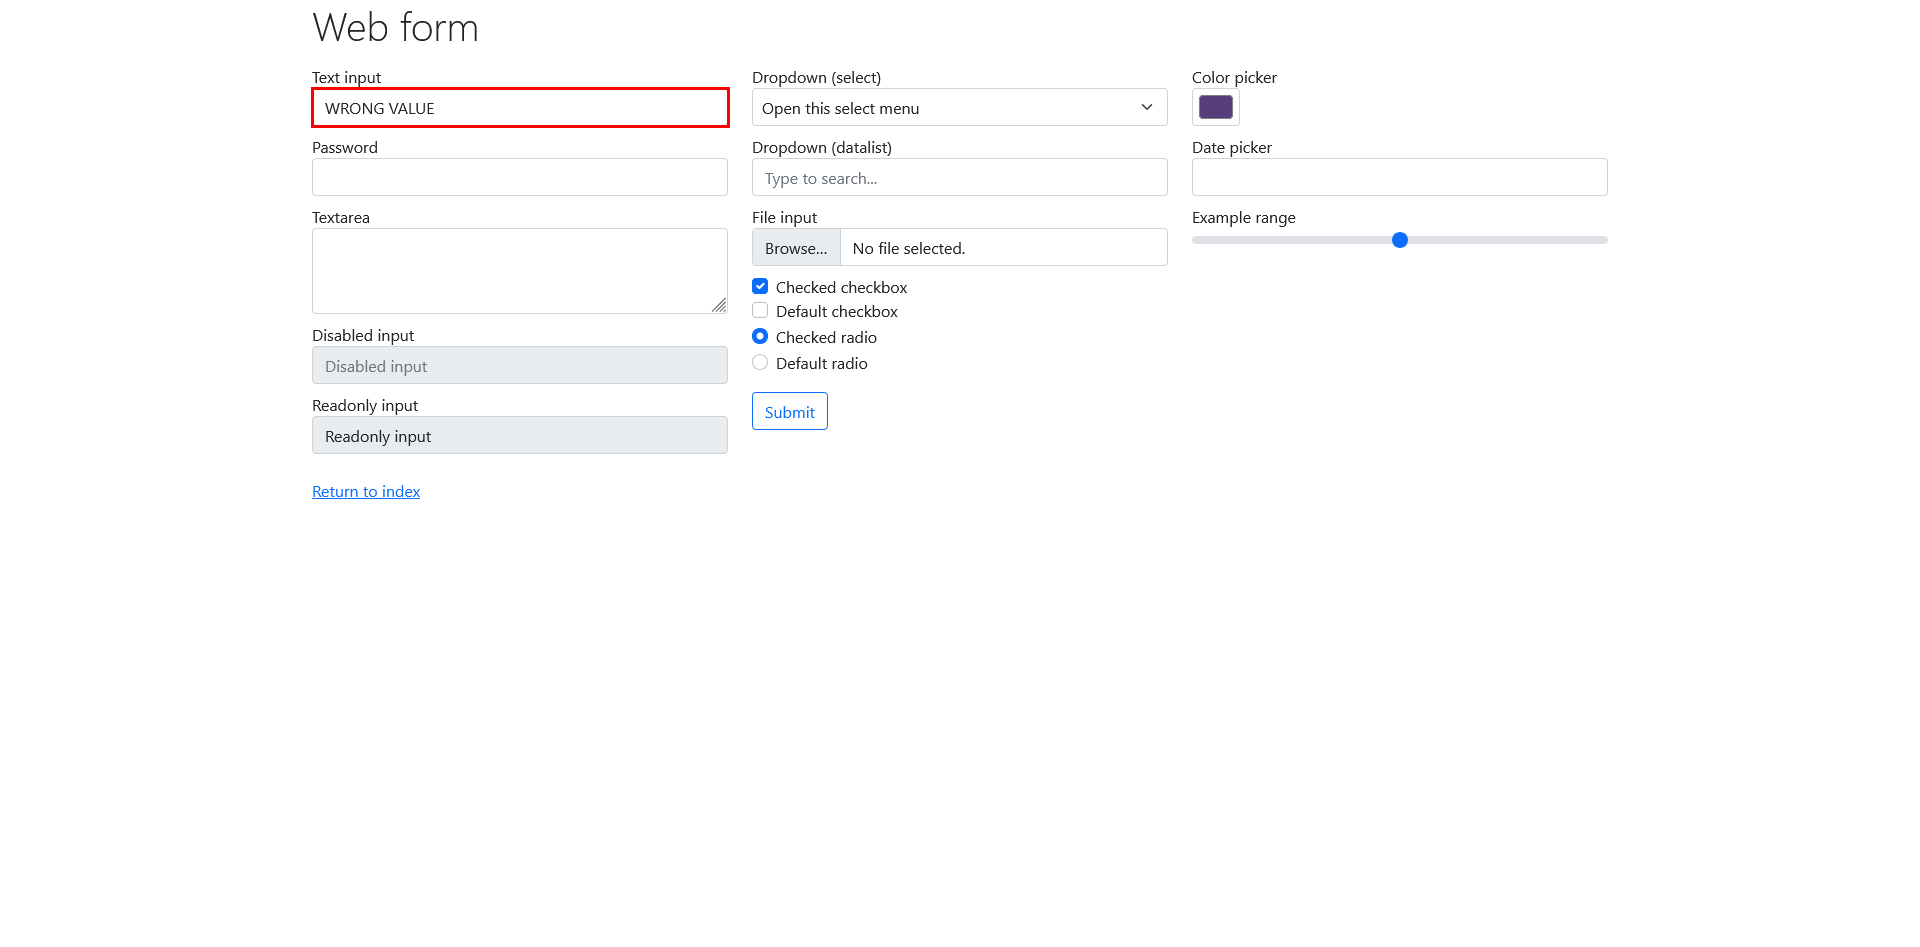 Web form
Text input
WRONG VALUE
Password
Textarea
Disabled input
Disabled input
Readonly input
Readonly input
Return to index
Dropdown (select)
Open this select menu
Dropdown (datalist)
Type to search...
File input
Browse... No file selected.
Checked checkbox
Default checkbox
Checked radio
Default radio
Submit
Color picker
Date picker
Example range